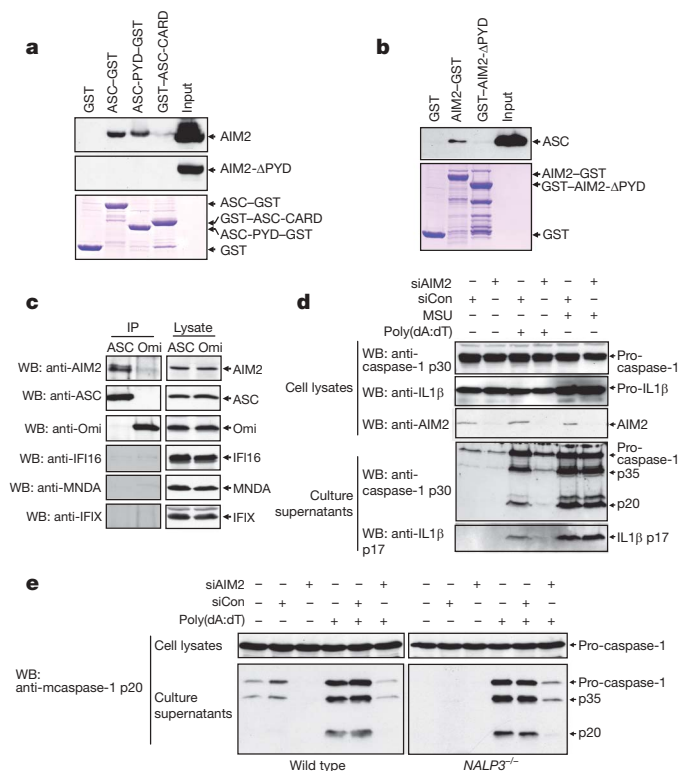 a
GST
ASC–GST
ASC-PYD–GST
GST–ASC-CARD
Input
AIM2
AIM2-ΔPYD
ASC–GST
GST–ASC-CARD
ASC-PYD–GST
GST
b
GST
AIM2–GST
GST–AIM2-ΔPYD
Input
ASC
AIM2–GST
GST–AIM2-ΔPYD
GST
c
IP Lysate
ASC Omi ASC Omi
WB: anti-AIM2 AIM2
WB: anti-ASC ASC
WB: anti-Omi Omi
WB: anti-IFI16 IFI16
WB: anti-MNDA MNDA
WB: anti-IFIX IFIX
d
siAIM2 – + – + – +
siCon + – + – + –
MSU – – – – + +
Poly(dA:dT) – – + + – –
Cell lysates
WB: anti-
caspase-1 p30
Pro-
caspase-1
WB: anti-IL1β Pro-IL1β
WB: anti-AIM2 AIM2
Culture
supernatants
WB: anti-
caspase-1 p30
Pro-
caspase-1
p35
p20
WB: anti-IL1β
p17
IL1β p17
e
siAIM2 – – + – – + – – + – – +
siCon – + – – + – – + – – + –
Poly(dA:dT) – – – + + + – – – + + +
WB:
anti-mcaspase-1 p20
Cell lysates Pro-caspase-1
Culture
supernatants
Pro-caspase-1
p35
p20
Wild type NALP3–/–